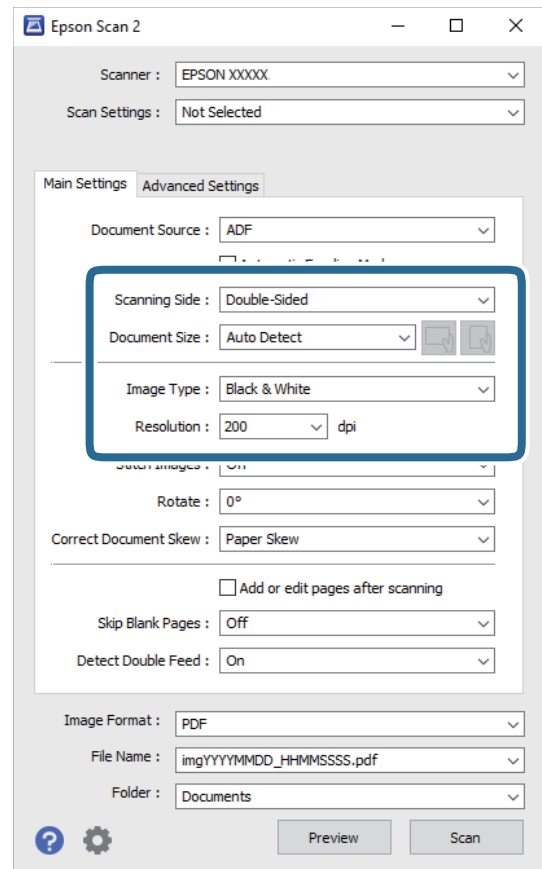 Epson Scan 2
Scanner : EPSON XXXXX
Scan Settings : Not Selected
Main Settings Advanced Settings
Document Source : ADF
Scanning Side : Double-Sided
Document Size : Auto Detect
Image Type : Black & White
Resolution : 200 dpi
Stitch Images : Off
Rotate : 0°
Correct Document Skew : Paper Skew
Add or edit pages after scanning
Skip Blank Pages : Off
Detect Double Feed : On
Image Format : PDF
File Name : imgYYYYMMDD_HHMMSSSS.pdf
Folder : Documents
? Preview Scan